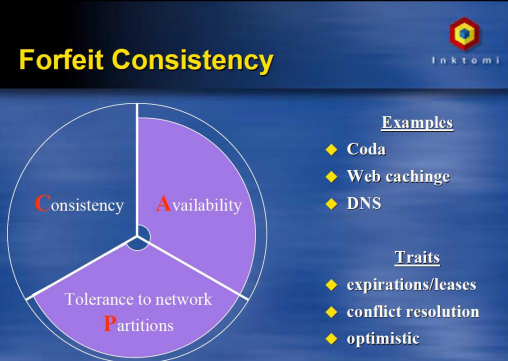 Forfeit Consistency
Inktomi
Consistency
Availability
Tolerance to network
Partitions
Examples
Coda
Web cachinge
DNS
Traits
expirations/leases
conflict resolution
optimistic